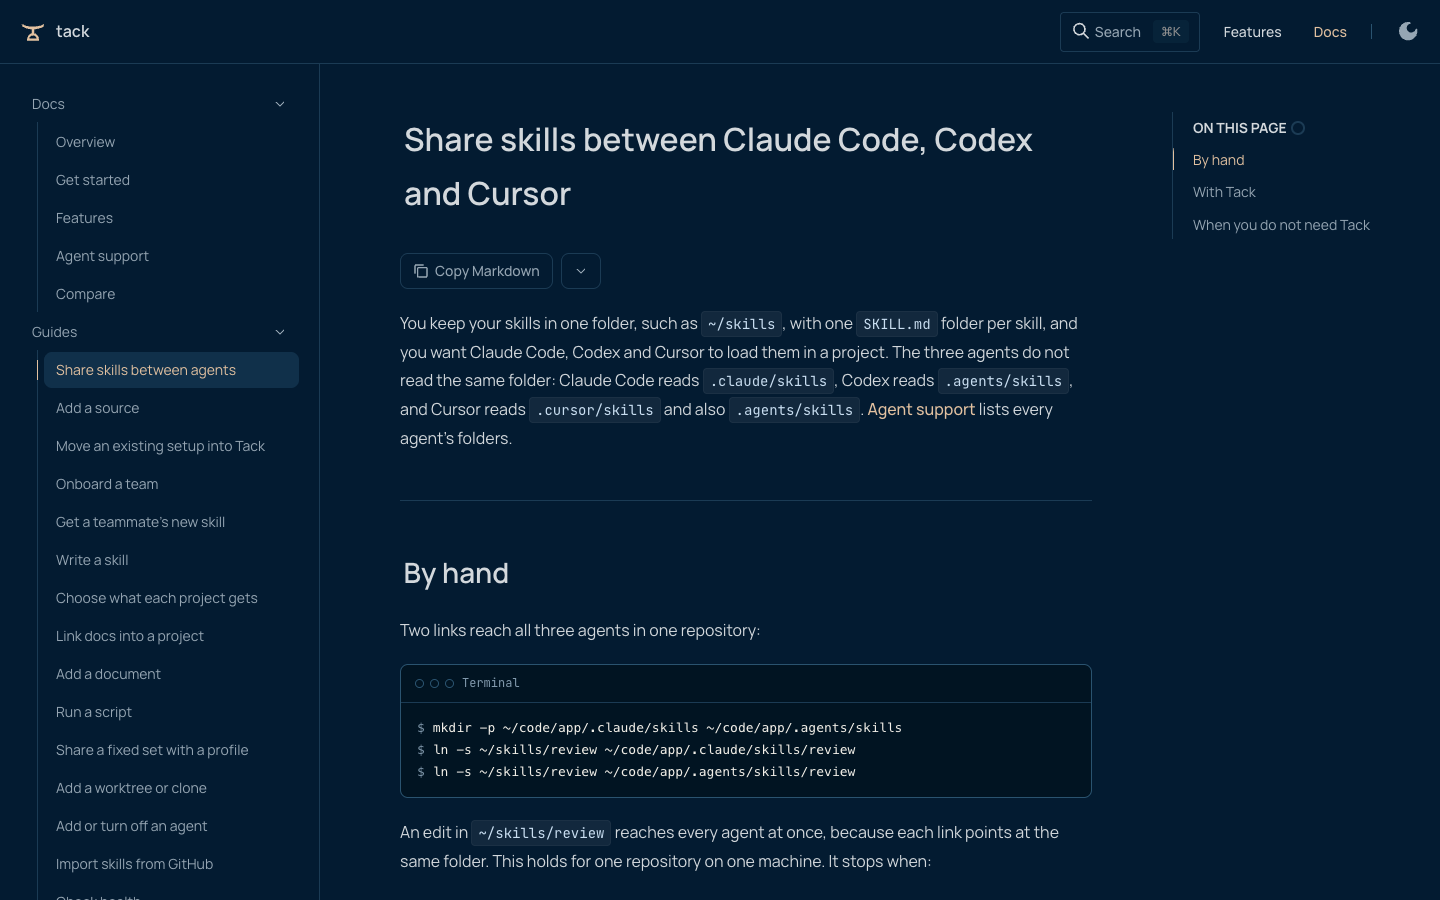 tack
Search ⌘K
Features
Docs
Docs
Overview
Get started
Features
Agent support
Compare
Guides
Share skills between agents
Add a source
Move an existing setup into Tack
Onboard a team
Get a teammate's new skill
Write a skill
Choose what each project gets
Link docs into a project
Add a document
Run a script
Share a fixed set with a profile
Add a worktree or clone
Add or turn off an agent
Import skills from GitHub
Check health
Share skills between Claude Code, Codex
and Cursor
Copy Markdown
You keep your skills in one folder, such as ~/skills, with one SKILL.md folder per skill, and
you want Claude Code, Codex and Cursor to load them in a project. The three agents do not
read the same folder: Claude Code reads .claude/skills, Codex reads .agents/skills,
and Cursor reads .cursor/skills and also .agents/skills. Agent support lists every
agent's folders.
By hand
Two links reach all three agents in one repository:
Terminal
$ mkdir -p ~/code/app/.claude/skills ~/code/app/.agents/skills
$ ln -s ~/skills/review ~/code/app/.claude/skills/review
$ ln -s ~/skills/review ~/code/app/.agents/skills/review
An edit in ~/skills/review reaches every agent at once, because each link points at the
same folder. This holds for one repository on one machine. It stops when:
ON THIS PAGE
By hand
With Tack
When you do not need Tack